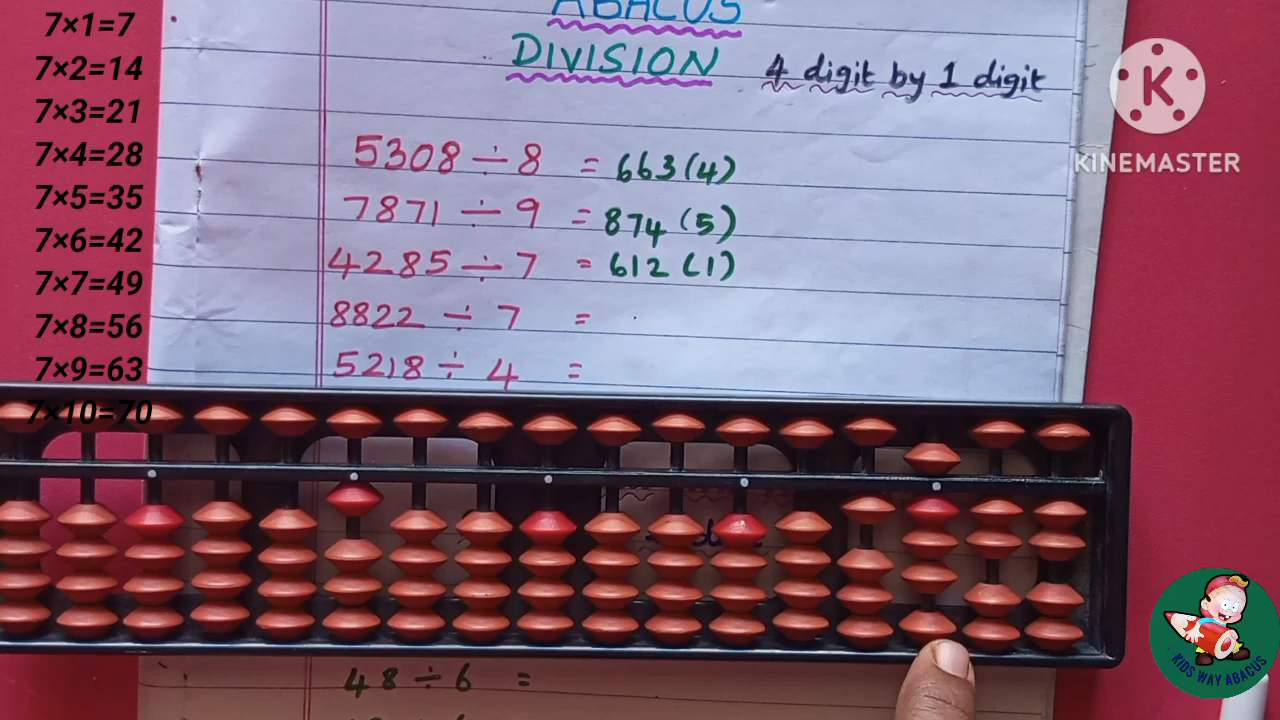 7×1=7
7×2=14
7×3=21
7×4=28
7×5=35
7×6=42
7×7=49
7×8=56
7×9=63
7×10=70
ABACUS
DIVISION 4 digit by 1 digit
5308 ÷ 8 = 663 (4)
7871 ÷ 9 = 874 (5)
4285 ÷ 7 = 612 (1)
8822 ÷ 7 =
5218 ÷ 4 =
48 ÷ 6 =
K
KINEMASTER
KIDS WAY ABACUS